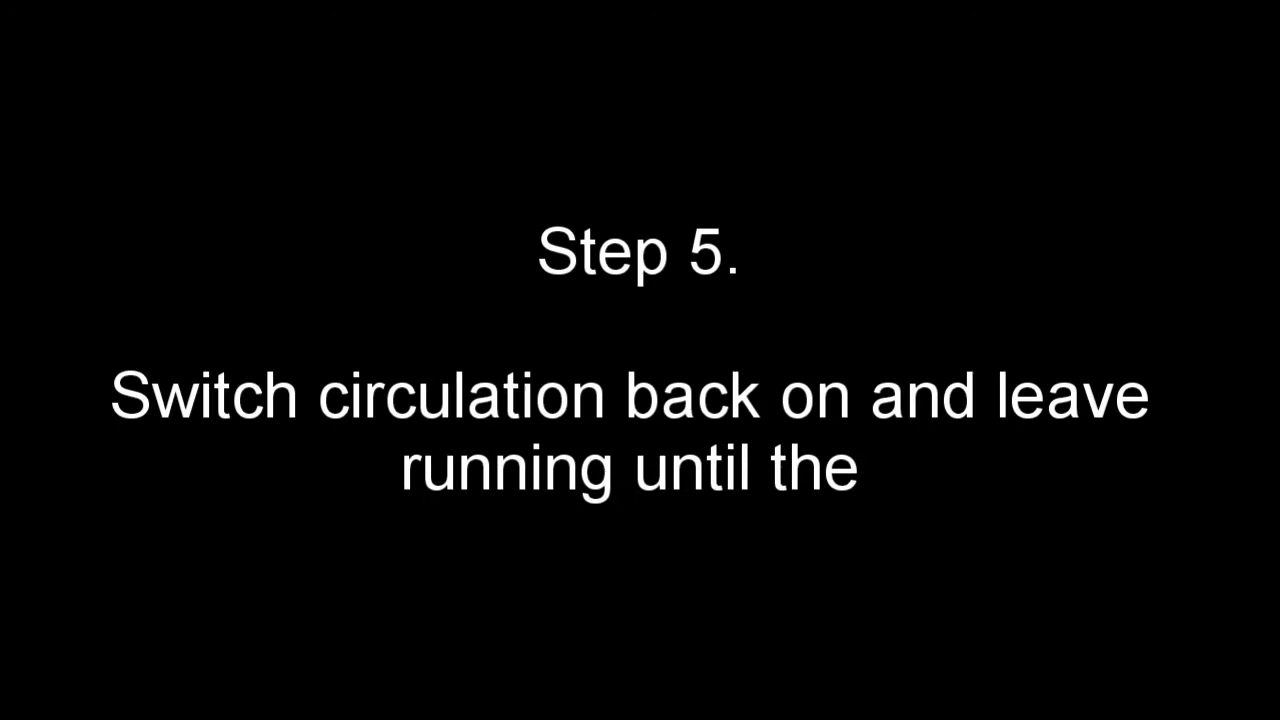 Step 5.
Switch circulation back on and leave
running until the